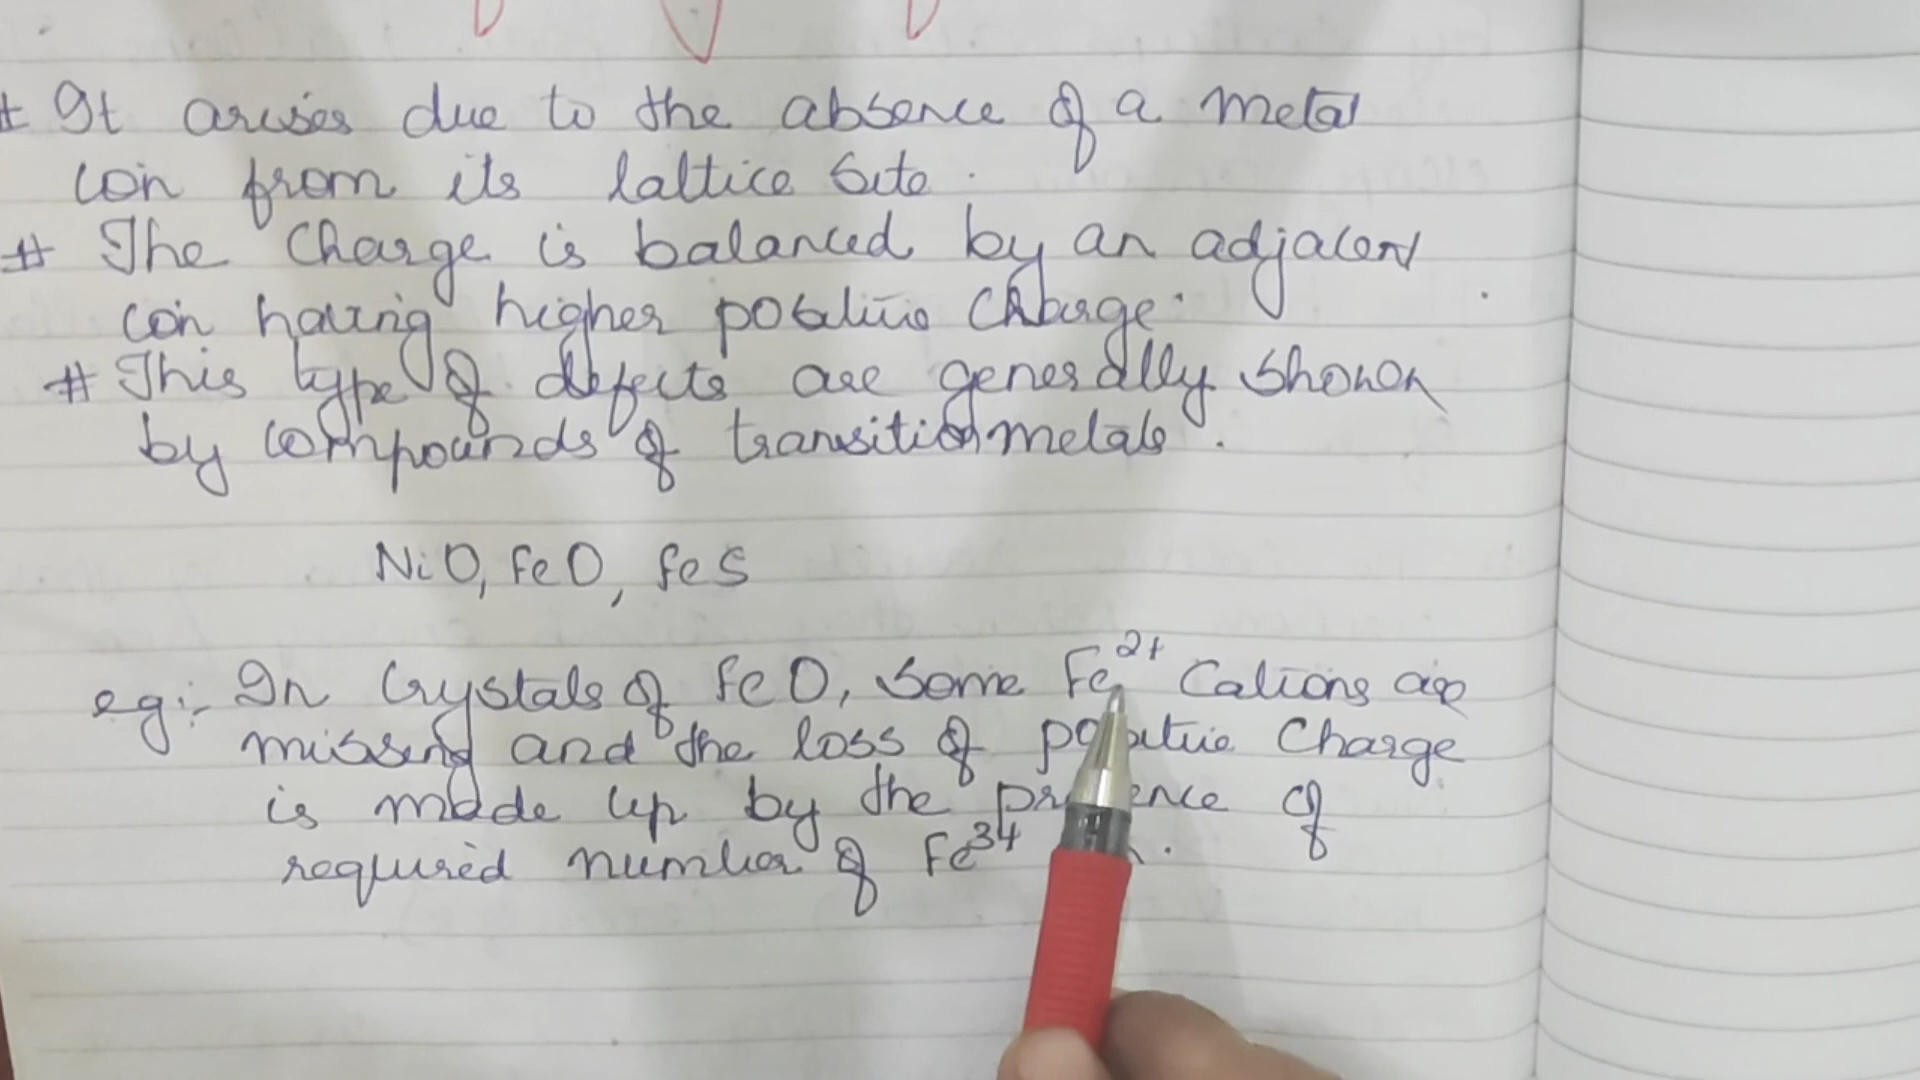 # It arises due to the absence of a metal
ion from its lattice site.
# The Charge is balanced by an adjacent
ion having higher positive Charge.
# This type of defects are generally shown
by compounds of transition metals.
NiO, FeO, FeS
eg:- In Crystals of FeO, Some Fe2+ Cations are
missing and the loss of positive Charge
is made up by the presence of
required number of Fe3+